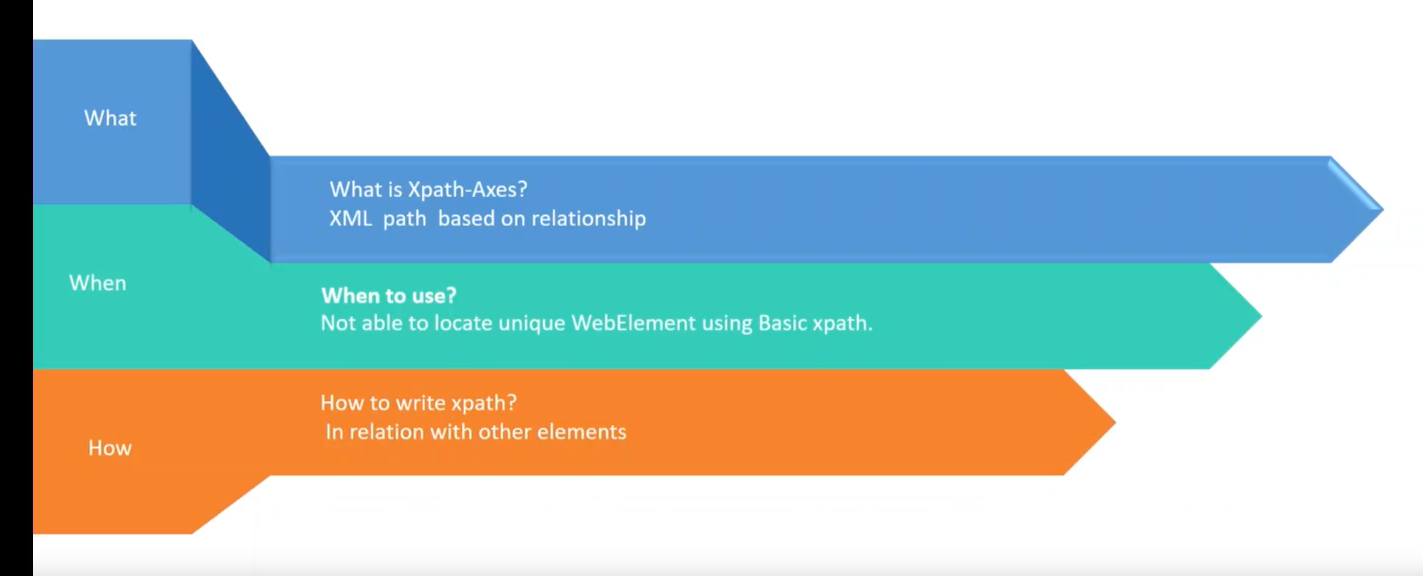 What
What is Xpath-Axes?
XML path based on relationship
When
When to use?
Not able to locate unique WebElement using Basic xpath.
How
How to write xpath?
In relation with other elements